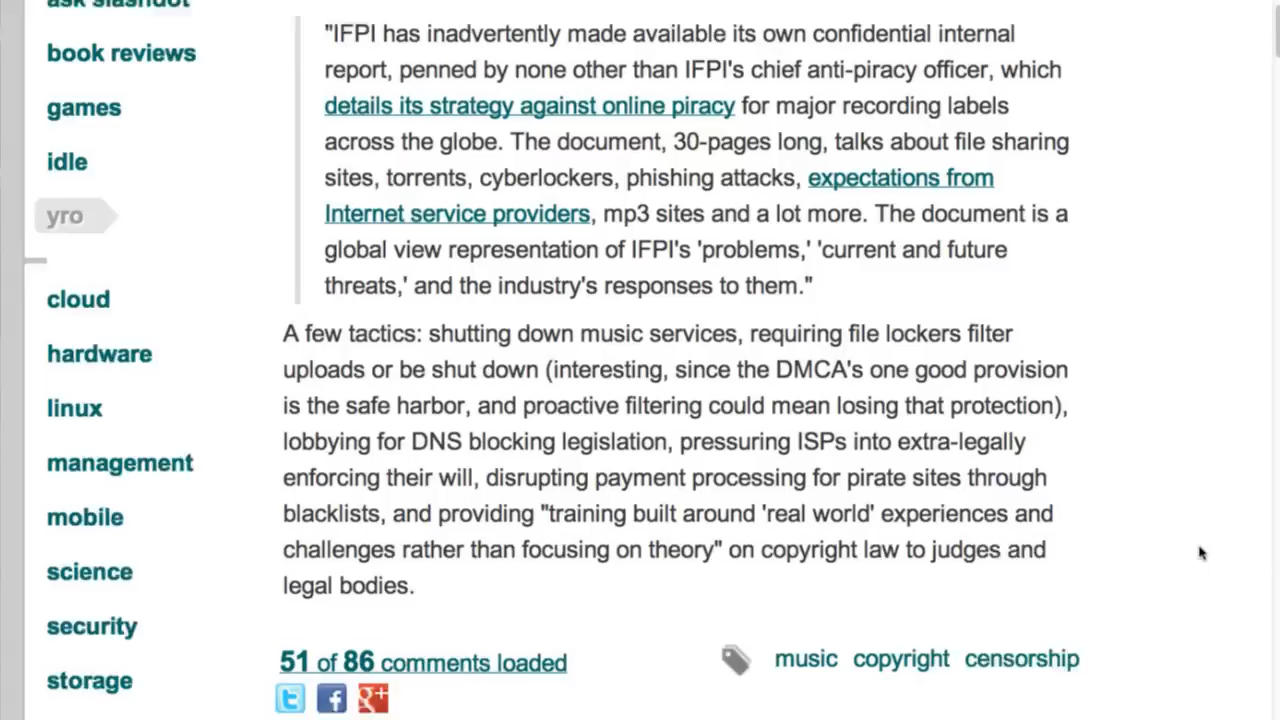 ask slashdot
book reviews
games
idle
yro
cloud
hardware
linux
management
mobile
science
security
storage
"IFPI has inadvertently made available its own confidential internal
report, penned by none other than IFPI's chief anti-piracy officer, which
details its strategy against online piracy for major recording labels
across the globe. The document, 30-pages long, talks about file sharing
sites, torrents, cyberlockers, phishing attacks, expectations from
Internet service providers, mp3 sites and a lot more. The document is a
global view representation of IFPI's 'problems,' 'current and future
threats,' and the industry's responses to them."
A few tactics: shutting down music services, requiring file lockers filter
uploads or be shut down (interesting, since the DMCA's one good provision
is the safe harbor, and proactive filtering could mean losing that protection),
lobbying for DNS blocking legislation, pressuring ISPs into extra-legally
enforcing their will, disrupting payment processing for pirate sites through
blacklists, and providing "training built around 'real world' experiences and
challenges rather than focusing on theory" on copyright law to judges and
legal bodies.
51 of 86 comments loaded
music copyright censorship